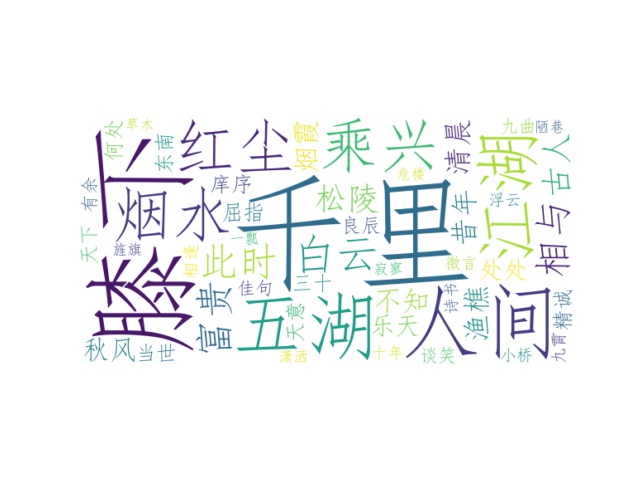 千里
膝下
人间
五湖
江湖
烟水
红尘
乘兴
白云
富贵
此时
相与
古人
清晨
昔年
松陵
烟霞
不知
渔樵
处处
秋风
何处
东南
天下
有余
草木
庠序
屈指
良辰
危楼
九曲
陋巷
浮云
旌旗
相逢
一瓢
佳句
三十
寂寥
微言
诗书
精诚
天意
乐天
当世
潇洒
十年
谈笑
小桥
九霄